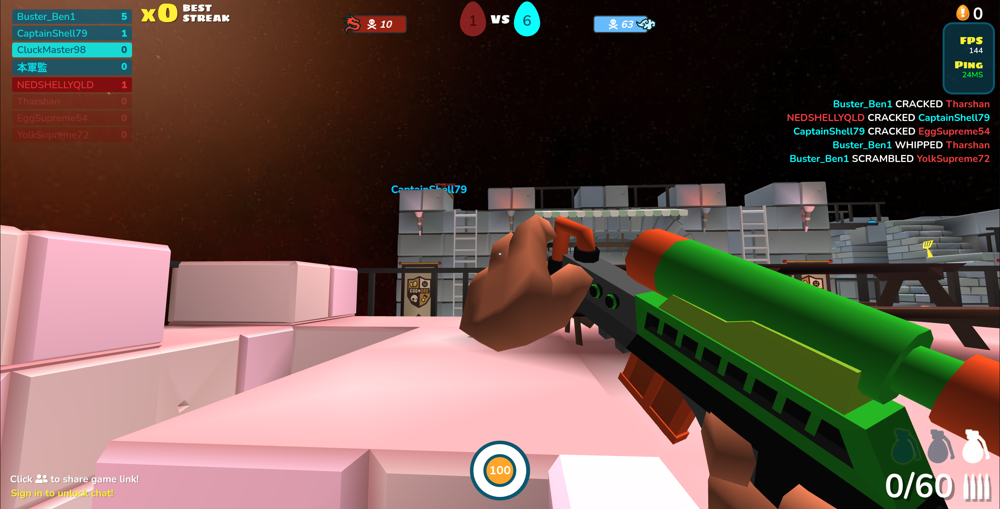 Buster_Ben1 5
CaptainShell79 1
CluckMaster98 0
本軍監 0
NEDSHELLYQLD 1
Tharshan 0
EggSupreme54 0
YolkSupreme72 0
x0 BEST STREAK
10
1 VS 6
63
0
FPS
144
PING
24MS
Buster_Ben1 CRACKED Tharshan
NEDSHELLYQLD CRACKED CaptainShell79
CaptainShell79 CRACKED EggSupreme54
Buster_Ben1 WHIPPED Tharshan
Buster_Ben1 SCRAMBLED YolkSupreme72
NEDSHELLYQLD
CaptainShell79
EGG ORG
100
Click to share game link!
Sign in to unlock chat!
0/60